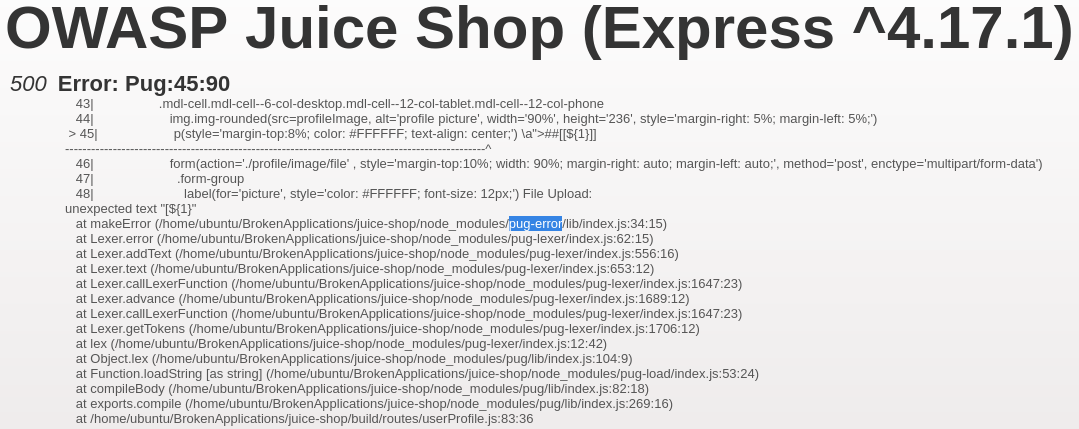 OWASP Juice Shop (Express ^4.17.1)
500 Error: Pug:45:90
43| .mdl-cell.mdl-cell--6-col-desktop.mdl-cell--12-col-tablet.mdl-cell--12-col-phone
44| img.img-rounded(src=profileImage, alt='profile picture', width='90%', height='236', style='margin-right: 5%; margin-left: 5%;')
> 45| p(style='margin-top:8%; color: #FFFFFF; text-align: center;') \a">##[[${1}]]
--------------------------------------------------------------------------------------------------------^
46| form(action='./profile/image/file' , style='margin-top:10%; width: 90%; margin-right: auto; margin-left: auto;', method='post', enctype='multipart/form-data')
47| .form-group
48| label(for='picture', style='color: #FFFFFF; font-size: 12px;') File Upload:
unexpected text "[${1}"
at makeError (/home/ubuntu/BrokenApplications/juice-shop/node_modules/pug-error/lib/index.js:34:15)
at Lexer.error (/home/ubuntu/BrokenApplications/juice-shop/node_modules/pug-lexer/index.js:62:15)
at Lexer.addText (/home/ubuntu/BrokenApplications/juice-shop/node_modules/pug-lexer/index.js:556:16)
at Lexer.text (/home/ubuntu/BrokenApplications/juice-shop/node_modules/pug-lexer/index.js:653:12)
at Lexer.callLexerFunction (/home/ubuntu/BrokenApplications/juice-shop/node_modules/pug-lexer/index.js:1647:23)
at Lexer.advance (/home/ubuntu/BrokenApplications/juice-shop/node_modules/pug-lexer/index.js:1689:12)
at Lexer.callLexerFunction (/home/ubuntu/BrokenApplications/juice-shop/node_modules/pug-lexer/index.js:1647:23)
at Lexer.getTokens (/home/ubuntu/BrokenApplications/juice-shop/node_modules/pug-lexer/index.js:1706:12)
at lex (/home/ubuntu/BrokenApplications/juice-shop/node_modules/pug-lexer/index.js:12:42)
at Object.lex (/home/ubuntu/BrokenApplications/juice-shop/node_modules/pug/lib/index.js:104:9)
at Function.loadString [as string] (/home/ubuntu/BrokenApplications/juice-shop/node_modules/pug-load/index.js:53:24)
at compileBody (/home/ubuntu/BrokenApplications/juice-shop/node_modules/pug/lib/index.js:82:18)
at exports.compile (/home/ubuntu/BrokenApplications/juice-shop/node_modules/pug/lib/index.js:269:16)
at /home/ubuntu/BrokenApplications/juice-shop/build/routes/userProfile.js:83:36